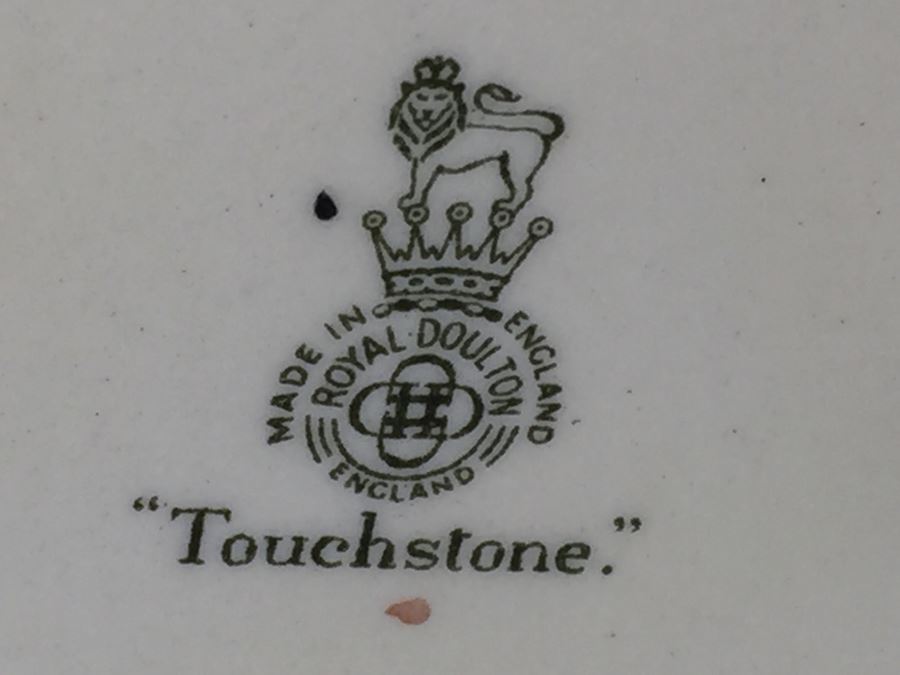 MADE IN ENGLAND
ROYAL DOULTON
ENGLAND
“Touchstone.”